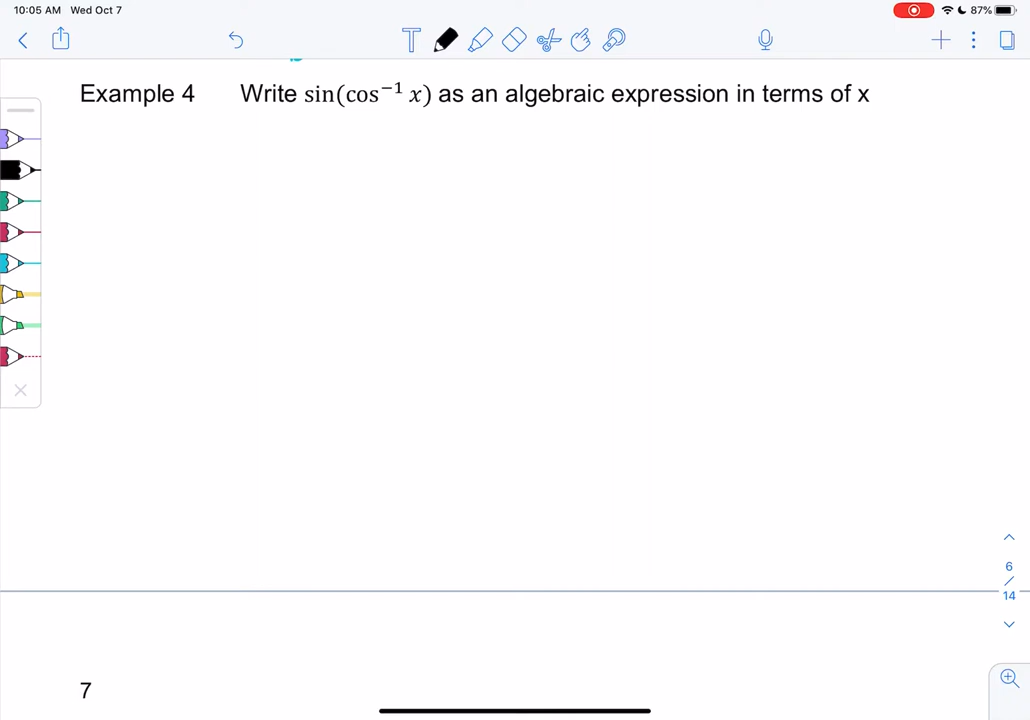 10:05 AM Wed Oct 7
87%
T
Example 4 Write sin(cos⁻¹ x) as an algebraic expression in terms of x
6
/
14
7